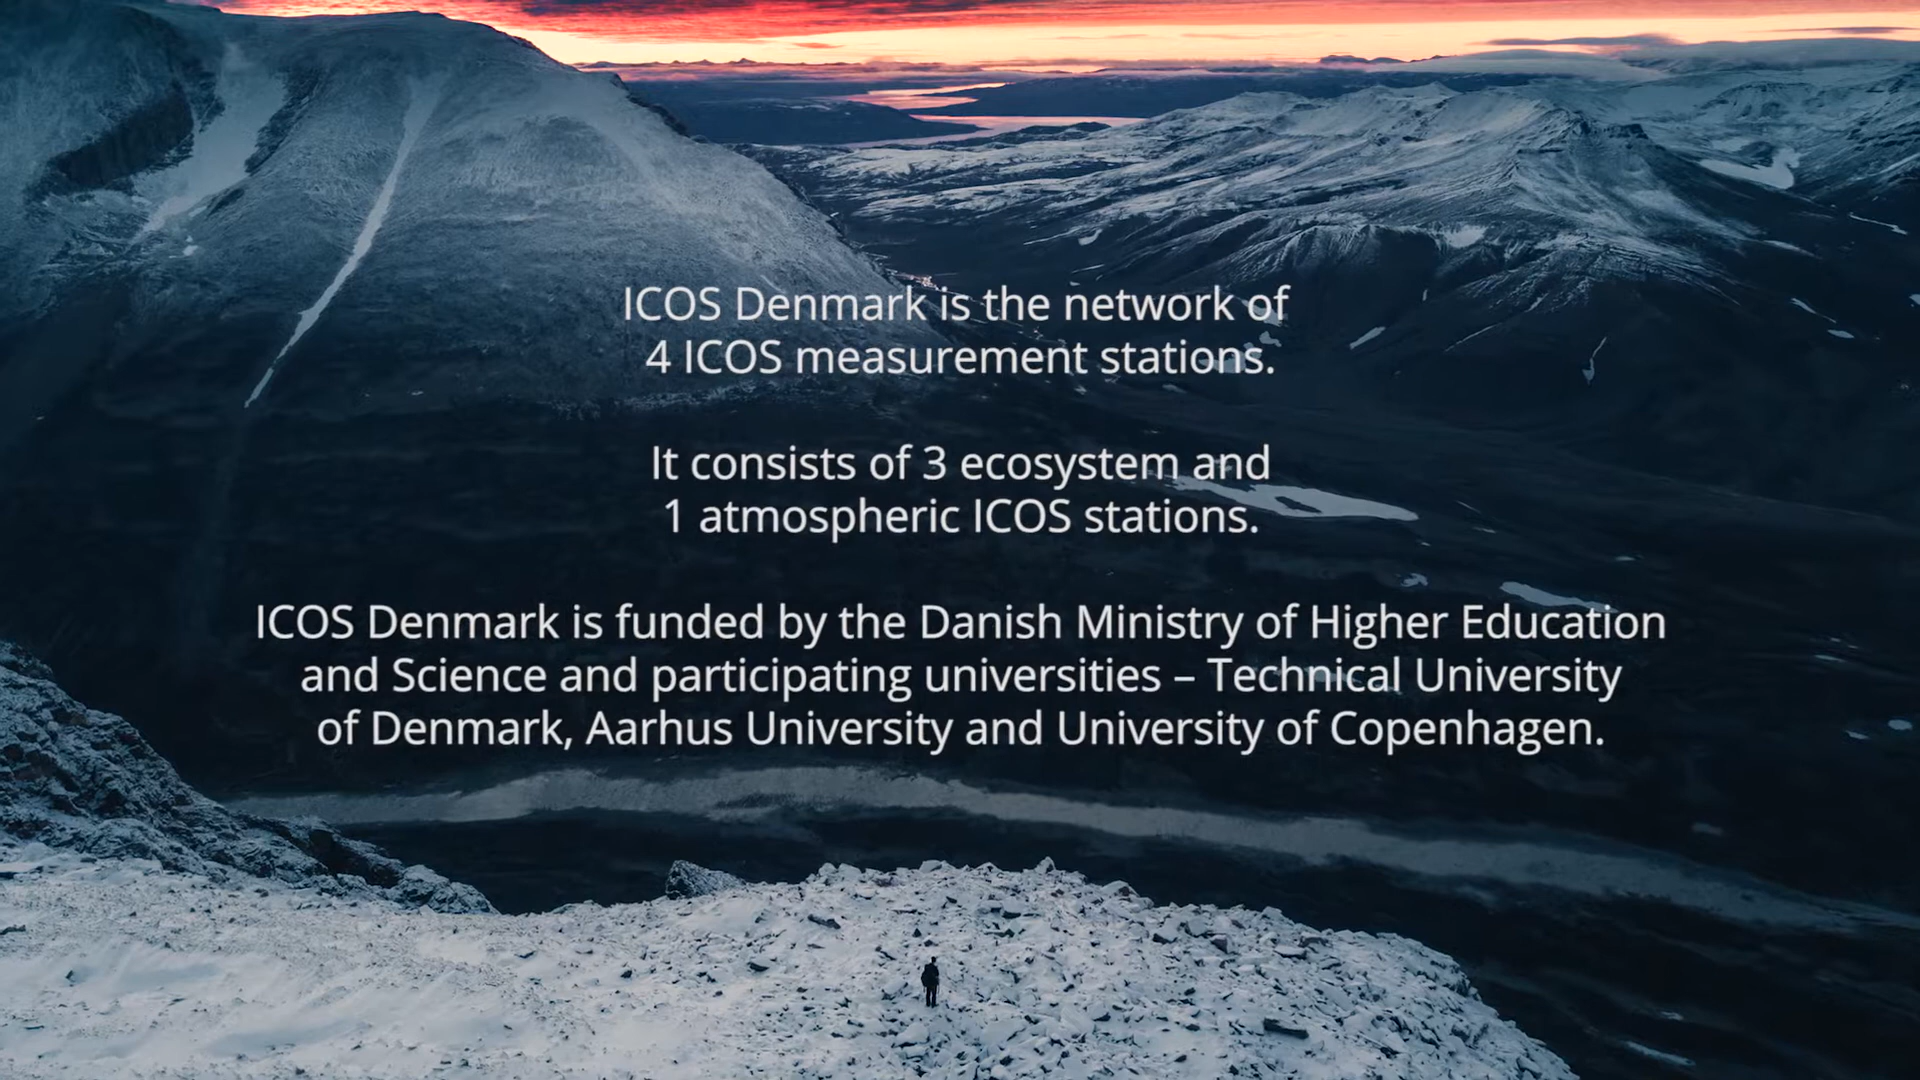 ICOS Denmark is the network of
4 ICOS measurement stations.
It consists of 3 ecosystem and
1 atmospheric ICOS stations.
ICOS Denmark is funded by the Danish Ministry of Higher Education
and Science and participating universities – Technical University
of Denmark, Aarhus University and University of Copenhagen.